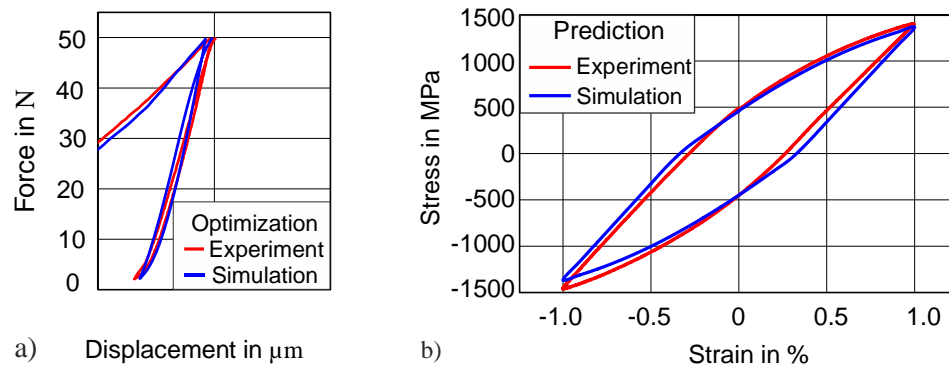 50
40
30
20
10
0
Force in N
Optimization
Experiment
Simulation
a) Displacement in µm
1500
1000
500
0
-500
-1000
-1500
Stress in MPa
Prediction
Experiment
Simulation
-1.0 -0.5 0 0.5 1.0
b) Strain in %